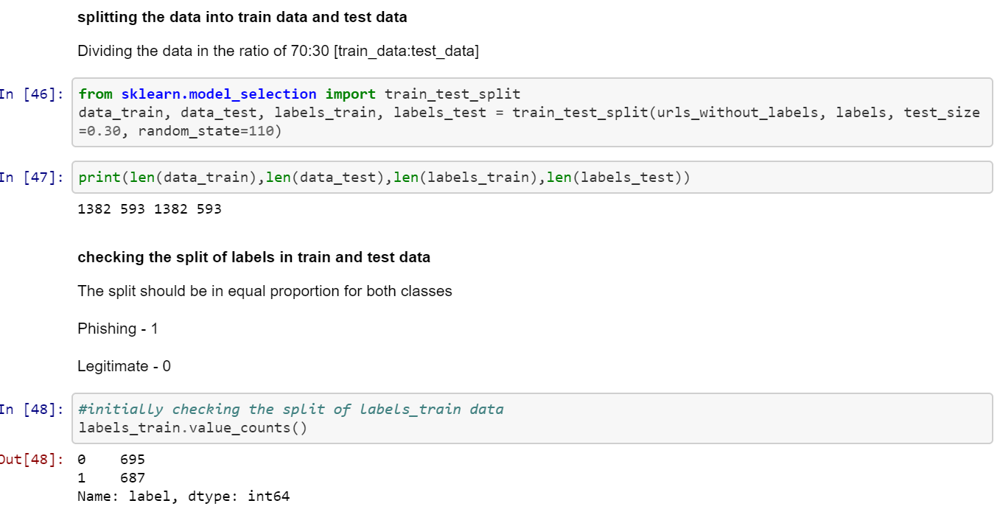 splitting the data into train data and test data
Dividing the data in the ratio of 70:30 [train_data:test_data]
In [46]: from sklearn.model_selection import train_test_split
data_train, data_test, labels_train, labels_test = train_test_split(urls_without_labels, labels, test_size
=0.30, random_state=110)
In [47]: print(len(data_train),len(data_test),len(labels_train),len(labels_test))
1382 593 1382 593
checking the split of labels in train and test data
The split should be in equal proportion for both classes
Phishing - 1
Legitimate - 0
In [48]: #initially checking the split of labels_train data
labels_train.value_counts()
Out[48]: 0    695
1    687
Name: label, dtype: int64